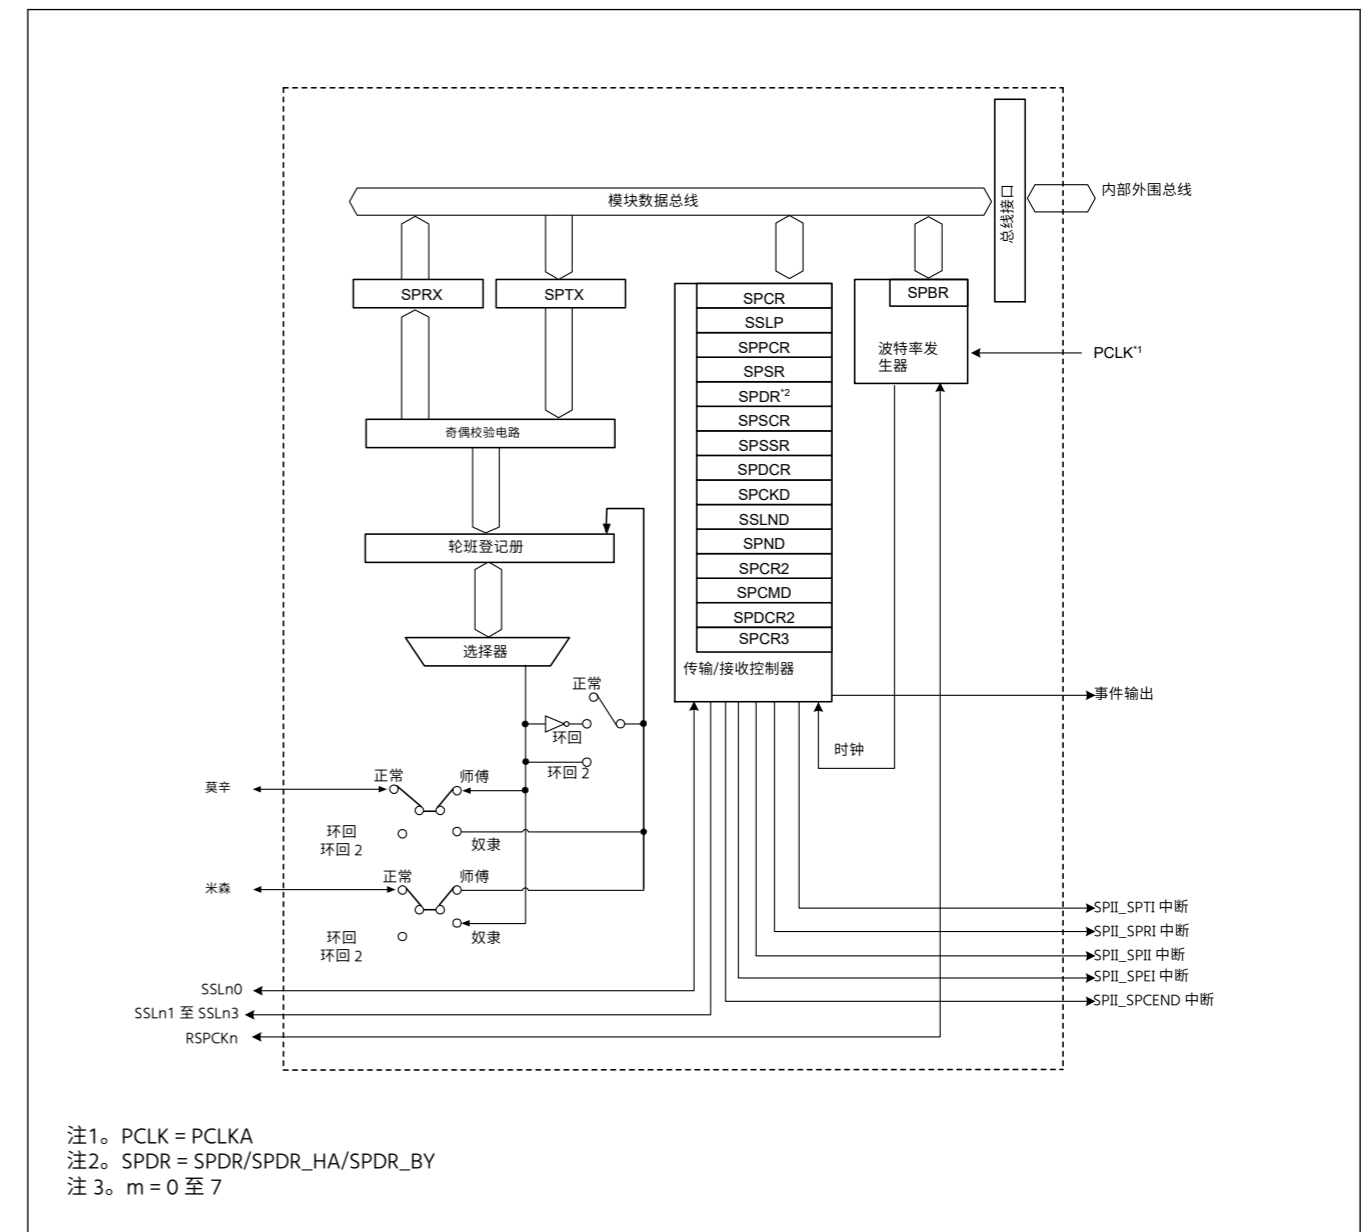 模块数据总线
总线接口
内部外围总线
SPRX
SPTX
SPCR
SSLP
SPPCR
SPSR
SPDR*2
SPSCR
SPSSR
SPDCR
SPCKD
SSLND
SPND
SPCR2
SPCMD
SPDCR2
SPCR3
传输/接收控制器
SPBR
波特率发
生器
PCLK*1
奇偶校验电路
轮班登记册
选择器
正常
环回
环回 2
事件输出
时钟
莫辛
正常
师傅
环回
环回 2
奴隶
米森
正常
师傅
环回
环回 2
奴隶
SSLn0
SSLn1 至 SSLn3
RSPCKn
SPII_SPTI 中断
SPII_SPRI 中断
SPII_SPII 中断
SPII_SPEI 中断
SPII_SPCEND 中断
注1。PCLK = PCLKA
注2。SPDR = SPDR/SPDR_HA/SPDR_BY
注 3。m = 0 至 7